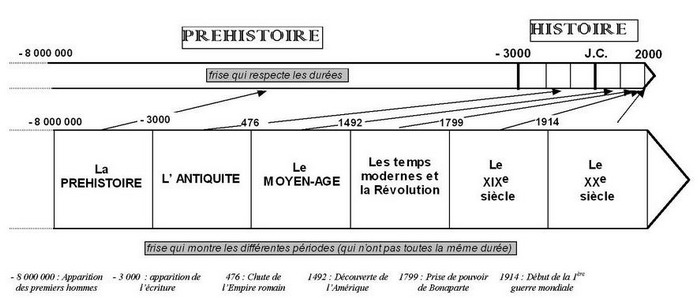 PREHISTOIRE
HISTOIRE
- 8 000 000
- 3000
J.C.
2000
frise qui respecte les durées
- 8 000 000
- 3000
476
1492
1799
1914
La
PREHISTOIRE
L' ANTIQUITE
Le
MOYEN-AGE
Les temps
modernes et
la Révolution
Le
XIXe
siècle
Le
XXe
siècle
frise qui montre les différentes périodes (qui n'ont pas toutes la même durée)
- 8 000 000 : Apparition
des premiers hommes
- 3 000 : apparition de
l'écriture
476 : Chute de
l'Empire romain
1492 : Découverte de
l'Amérique
1799 : Prise de pouvoir
de Bonaparte
1914 : Début de la 1ère
guerre mondiale